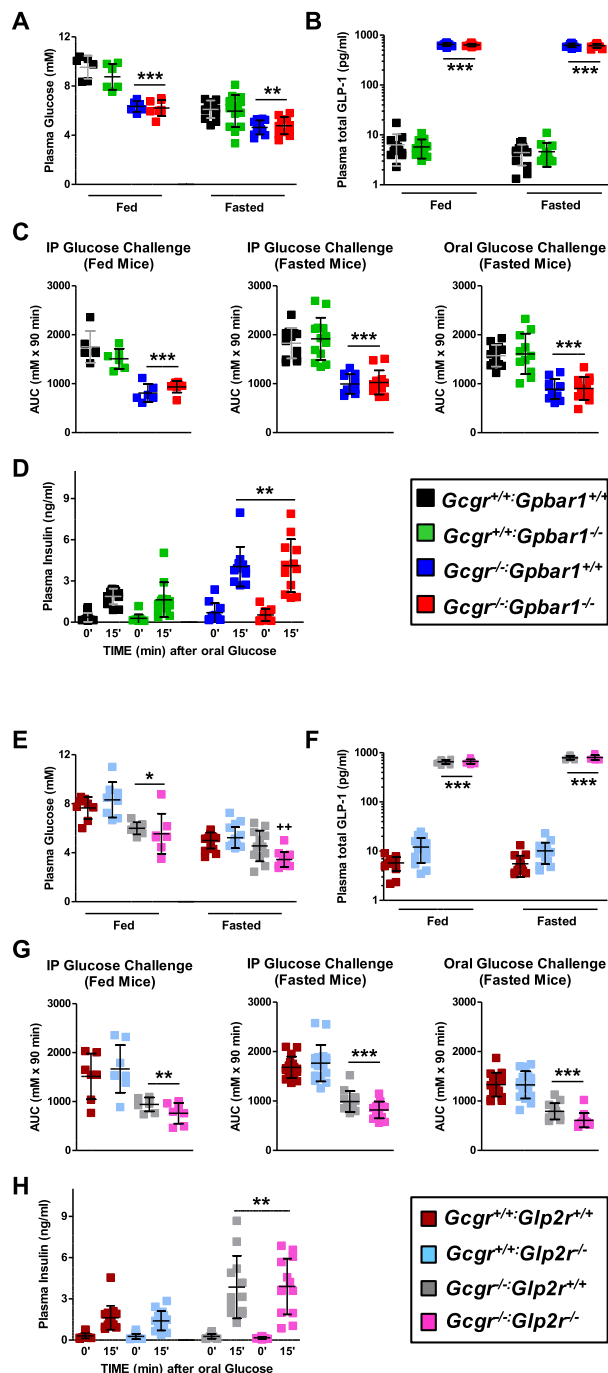 A
Plasma Glucose (mM)
12
9
6
3
0
***
**
Fed
Fasted
B
Plasma total GLP-1 (pg/ml)
1000
100
10
1
***
***
Fed
Fasted
C
IP Glucose Challenge
(Fed Mice)
AUC (mM x 90 min)
3000
2000
1000
0
***
IP Glucose Challenge
(Fasted Mice)
AUC (mM x 90 min)
3000
2000
1000
0
***
Oral Glucose Challenge
(Fasted Mice)
AUC (mM x 90 min)
3000
2000
1000
0
***
D
Plasma Insulin (ng/ml)
9
6
3
0
**
0' 15' 0' 15' 0' 15' 0' 15'
TIME (min) after oral Glucose
Gcgr+/+:Gpbar1+/+
Gcgr+/+:Gpbar1-/-
Gcgr-/-:Gpbar1+/+
Gcgr-/-:Gpbar1-/-
E
Plasma Glucose (mM)
12
8
4
0
*
++
Fed
Fasted
F
Plasma total GLP-1 (pg/ml)
1000
100
10
1
***
***
Fed
Fasted
G
IP Glucose Challenge
(Fed Mice)
AUC (mM x 90 min)
3000
2000
1000
0
**
IP Glucose Challenge
(Fasted Mice)
AUC (mM x 90 min)
3000
2000
1000
0
***
Oral Glucose Challenge
(Fasted Mice)
AUC (mM x 90 min)
3000
2000
1000
0
***
H
Plasma Insulin (ng/ml)
9
6
3
0
**
0' 15' 0' 15' 0' 15' 0' 15'
TIME (min) after oral Glucose
Gcgr+/+:Glp2r+/+
Gcgr+/+:Glp2r-/-
Gcgr-/-:Glp2r+/+
Gcgr-/-:Glp2r-/-